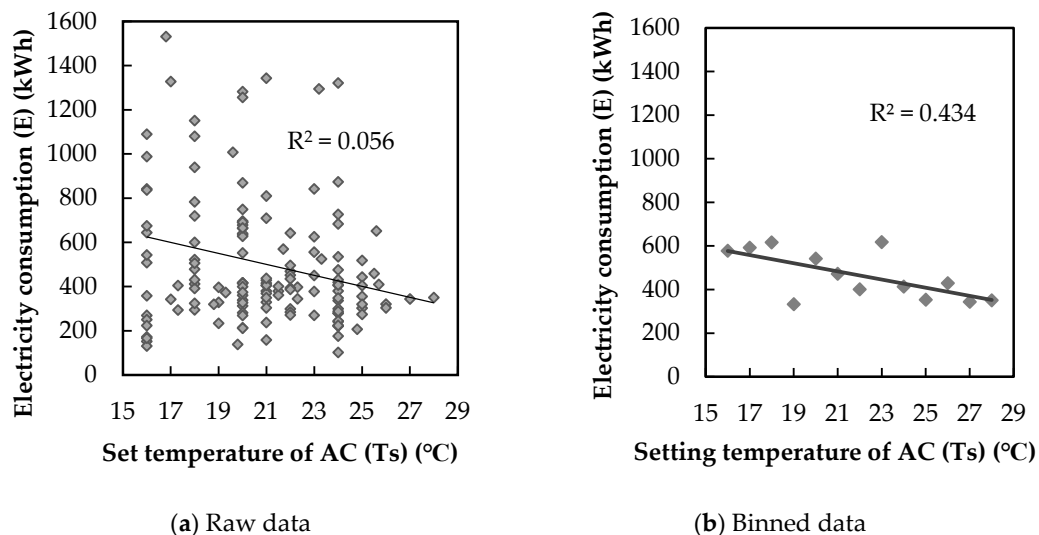 Electricity consumption (E) (kWh)
1600
1400
1200
1000
800
600
400
200
0
R² = 0.056
15 17 19 21 23 25 27 29
Set temperature of AC (Ts) (°C)
(a) Raw data
Electricity consumption (E) (kWh)
1600
1400
1200
1000
800
600
400
200
0
R² = 0.434
15 17 19 21 23 25 27 29
Setting temperature of AC (Ts) (°C)
(b) Binned data